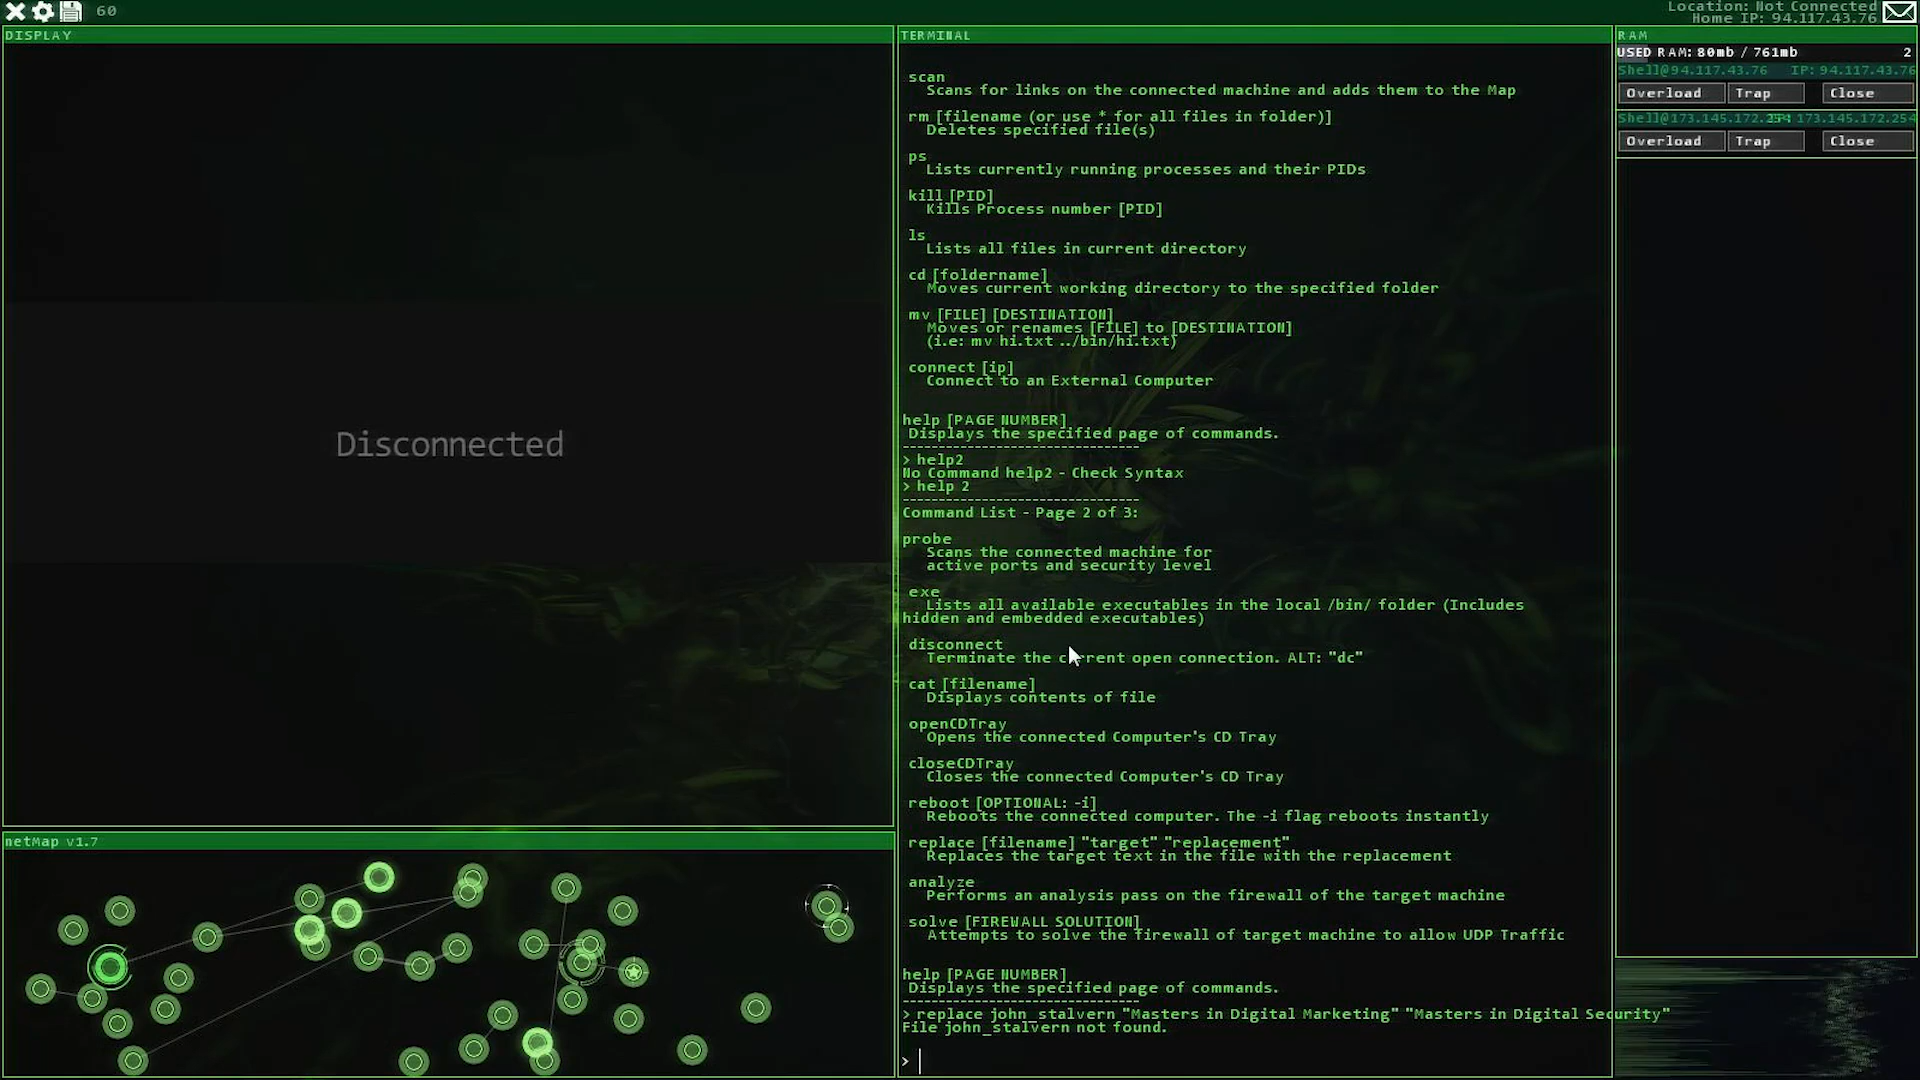 60
Location: Not Connected
Home IP: 94.117.43.76
DISPLAY
Disconnected
netMap v1.7
TERMINAL
scan
Scans for links on the connected machine and adds them to the Map
rm [filename (or use * for all files in folder)]
Deletes specified file(s)
ps
Lists currently running processes and their PIDs
kill [PID]
Kills Process number [PID]
ls
Lists all files in current directory
cd [foldername]
Moves current working directory to the specified folder
mv [FILE] [DESTINATION]
Moves or renames [FILE] to [DESTINATION]
(i.e: mv hi.txt ../bin/hi.txt)
connect [ip]
Connect to an External Computer
help [PAGE NUMBER]
Displays the specified page of commands.
---------------------------------
> help2
No Command help2 - Check Syntax
> help 2
---------------------------------
Command List - Page 2 of 3:
probe
Scans the connected machine for
active ports and security level
exe
Lists all available executables in the local /bin/ folder (Includes
hidden and embedded executables)
disconnect
Terminate the current open connection. ALT: "dc"
cat [filename]
Displays contents of file
openCDTray
Opens the connected Computer's CD Tray
closeCDTray
Closes the connected Computer's CD Tray
reboot [OPTIONAL: -i]
Reboots the connected computer. The -i flag reboots instantly
replace [filename] "target" "replacement"
Replaces the target text in the file with the replacement
analyze
Performs an analysis pass on the firewall of the target machine
solve [FIREWALL SOLUTION]
Attempts to solve the firewall of target machine to allow UDP Traffic
help [PAGE NUMBER]
Displays the specified page of commands.
---------------------------------
> replace john_stalvern "Masters in Digital Marketing" "Masters in Digital Security"
File john_stalvern not found.
>
RAM
USED RAM: 80mb / 761mb 2
Shell@94.117.43.76 IP: 94.117.43.76
Overload Trap Close
Shell@173.145.172.254 IP: 173.145.172.254
Overload Trap Close